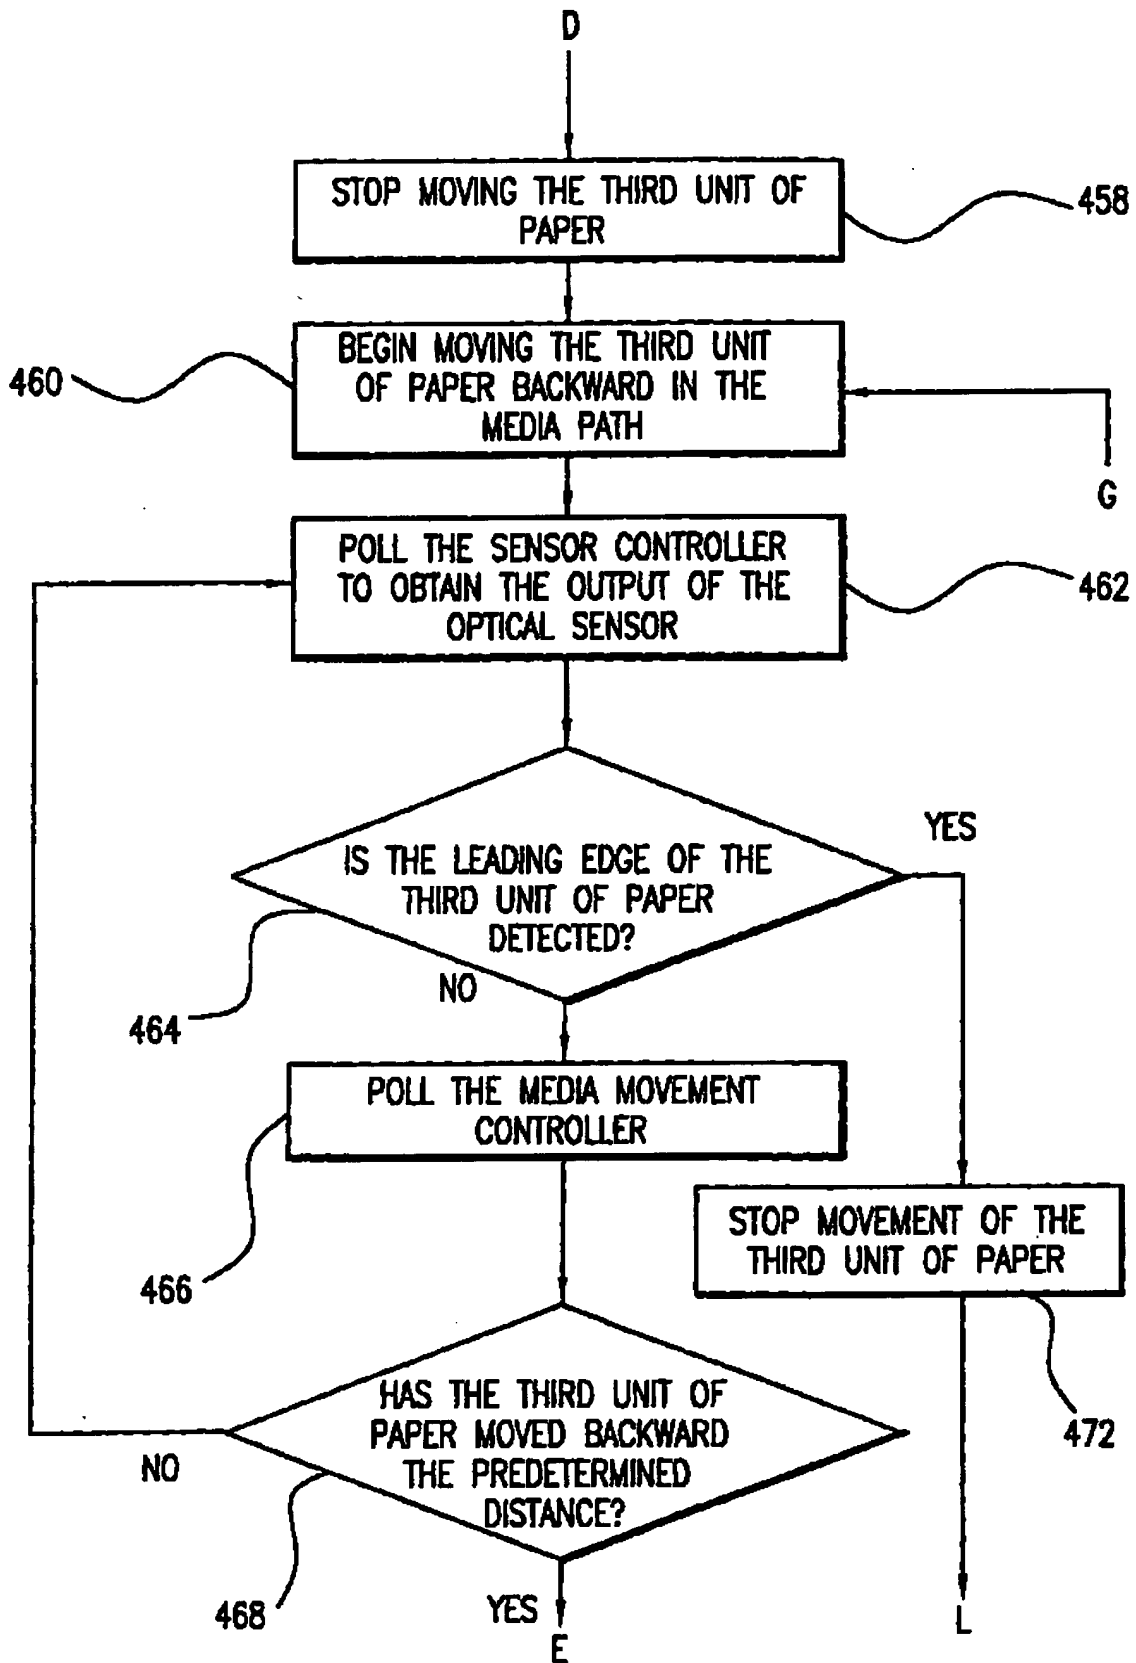 D
STOP MOVING THE THIRD UNIT OF
PAPER
458
BEGIN MOVING THE THIRD UNIT
OF PAPER BACKWARD IN THE
MEDIA PATH
460
G
POLL THE SENSOR CONTROLLER
TO OBTAIN THE OUTPUT OF THE
OPTICAL SENSOR
462
YES
IS THE LEADING EDGE OF THE
THIRD UNIT OF PAPER
DETECTED?
NO
464
POLL THE MEDIA MOVEMENT
CONTROLLER
466
STOP MOVEMENT OF THE
THIRD UNIT OF PAPER
472
HAS THE THIRD UNIT OF
PAPER MOVED BACKWARD
THE PREDETERMINED
DISTANCE?
NO
468
YES
E
L